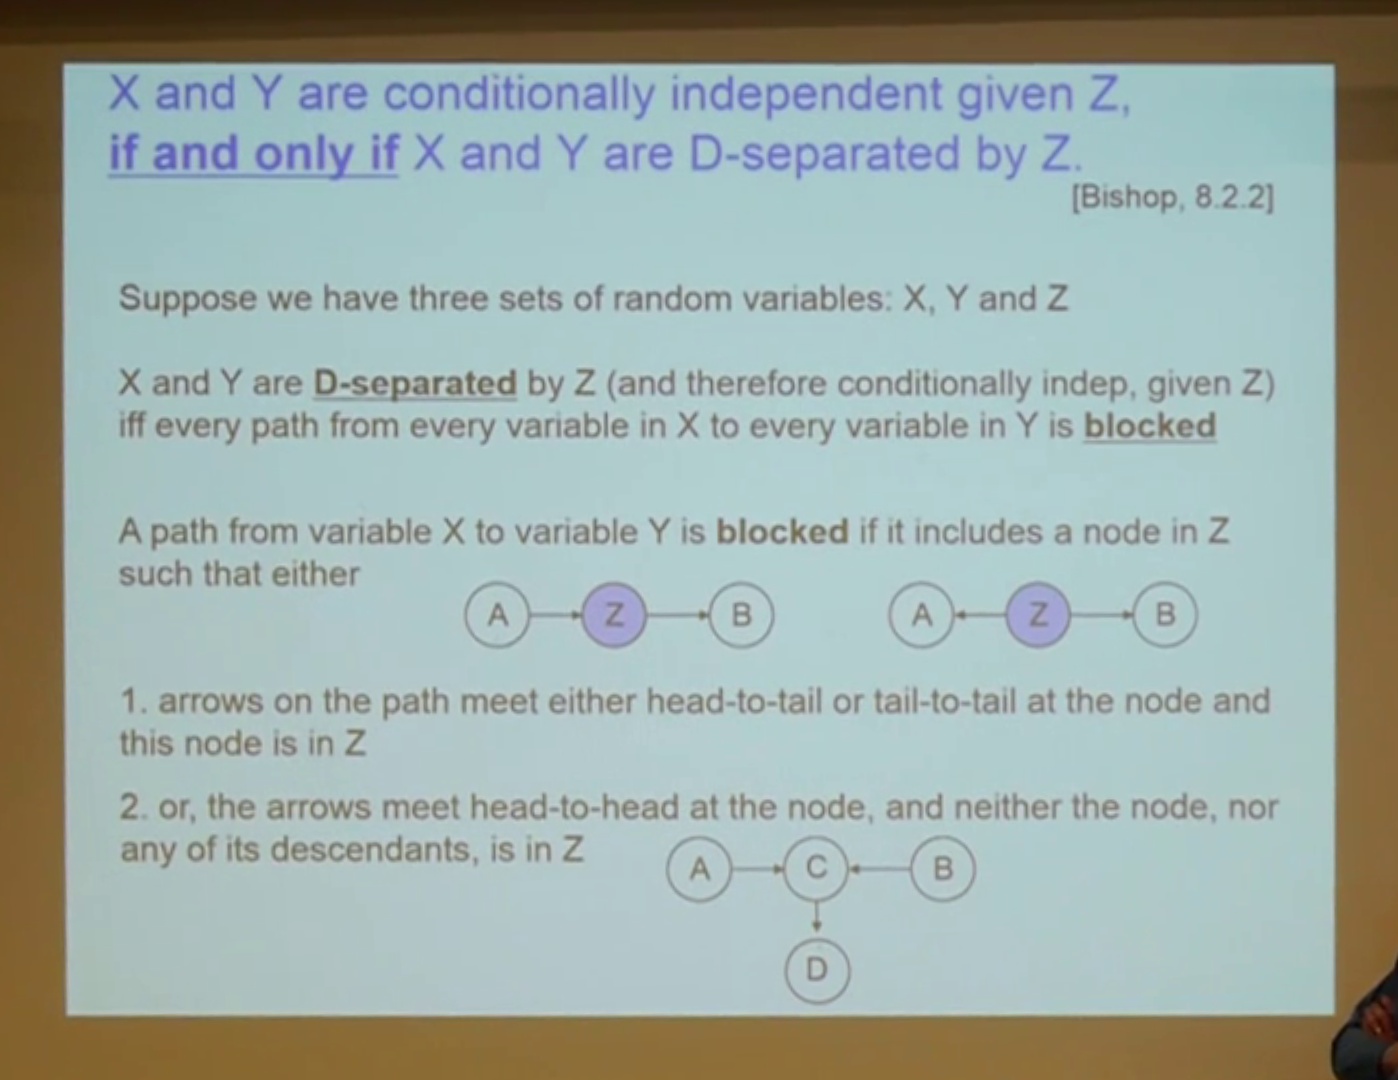 X and Y are conditionally independent given Z,
if and only if X and Y are D-separated by Z.
[Bishop, 8.2.2]
Suppose we have three sets of random variables: X, Y and Z
X and Y are D-separated by Z (and therefore conditionally indep, given Z)
iff every path from every variable in X to every variable in Y is blocked
A path from variable X to variable Y is blocked if it includes a node in Z
such that either
A Z B A Z B
1. arrows on the path meet either head-to-tail or tail-to-tail at the node and
this node is in Z
2. or, the arrows meet head-to-head at the node, and neither the node, nor
any of its descendants, is in Z
A C B
D